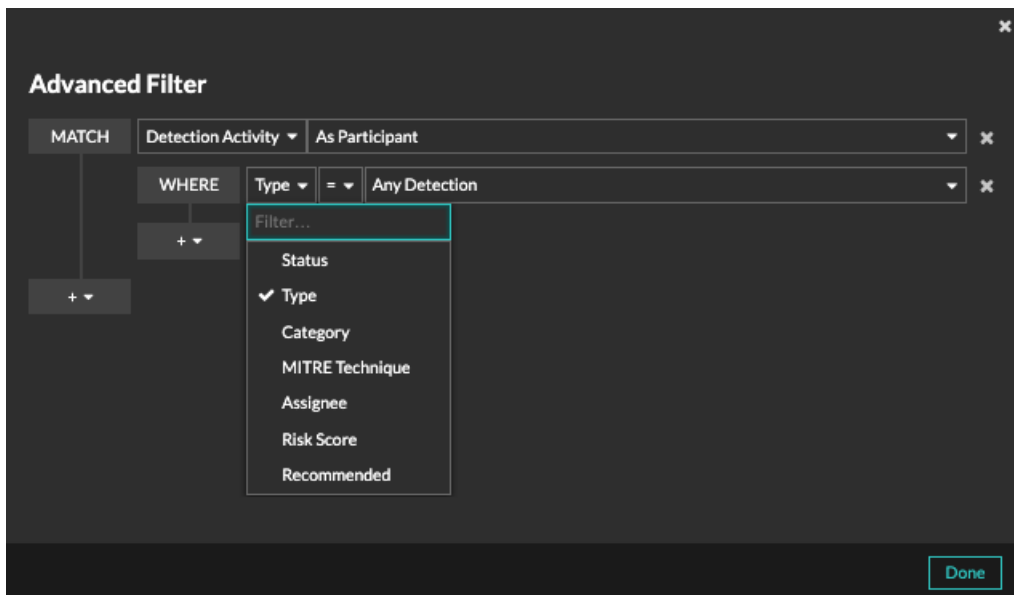 Advanced Filter
MATCH Detection Activity As Participant
WHERE Type = Any Detection
Filter...
+
Status
+ Type
Category
MITRE Technique
Assignee
Risk Score
Recommended
Done